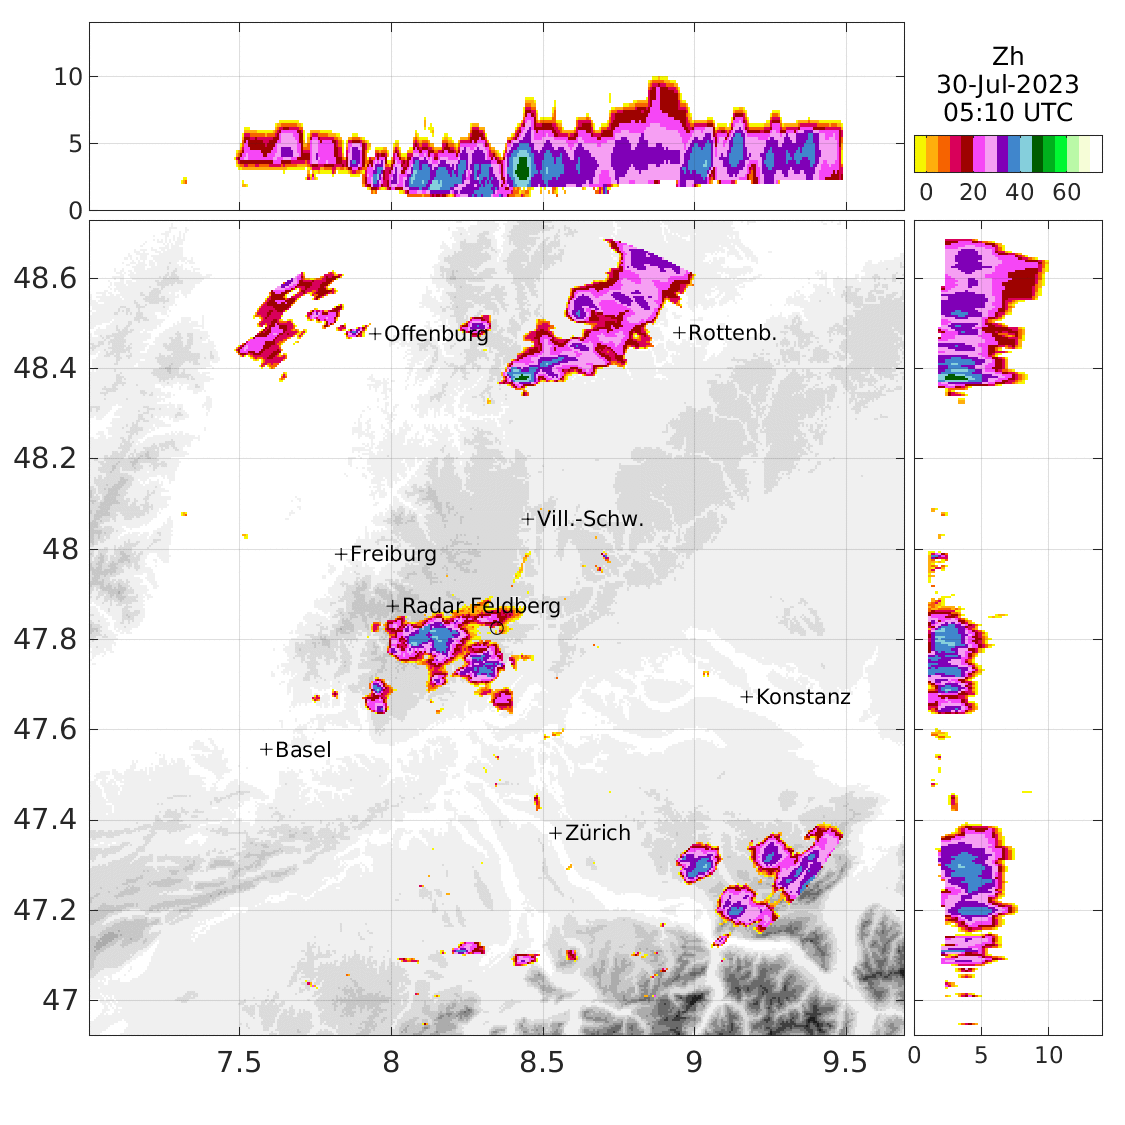 10
5
0
Zh
30-Jul-2023
05:10 UTC
0 20 40 60
48.6
48.4
48.2
48
47.8
47.6
47.4
47.2
47
Offenburg
Rottenb.
Vill.-Schw.
Freiburg
Radar Feldberg
Konstanz
Basel
Zürich
7.5 8 8.5 9 9.5
0 5 10